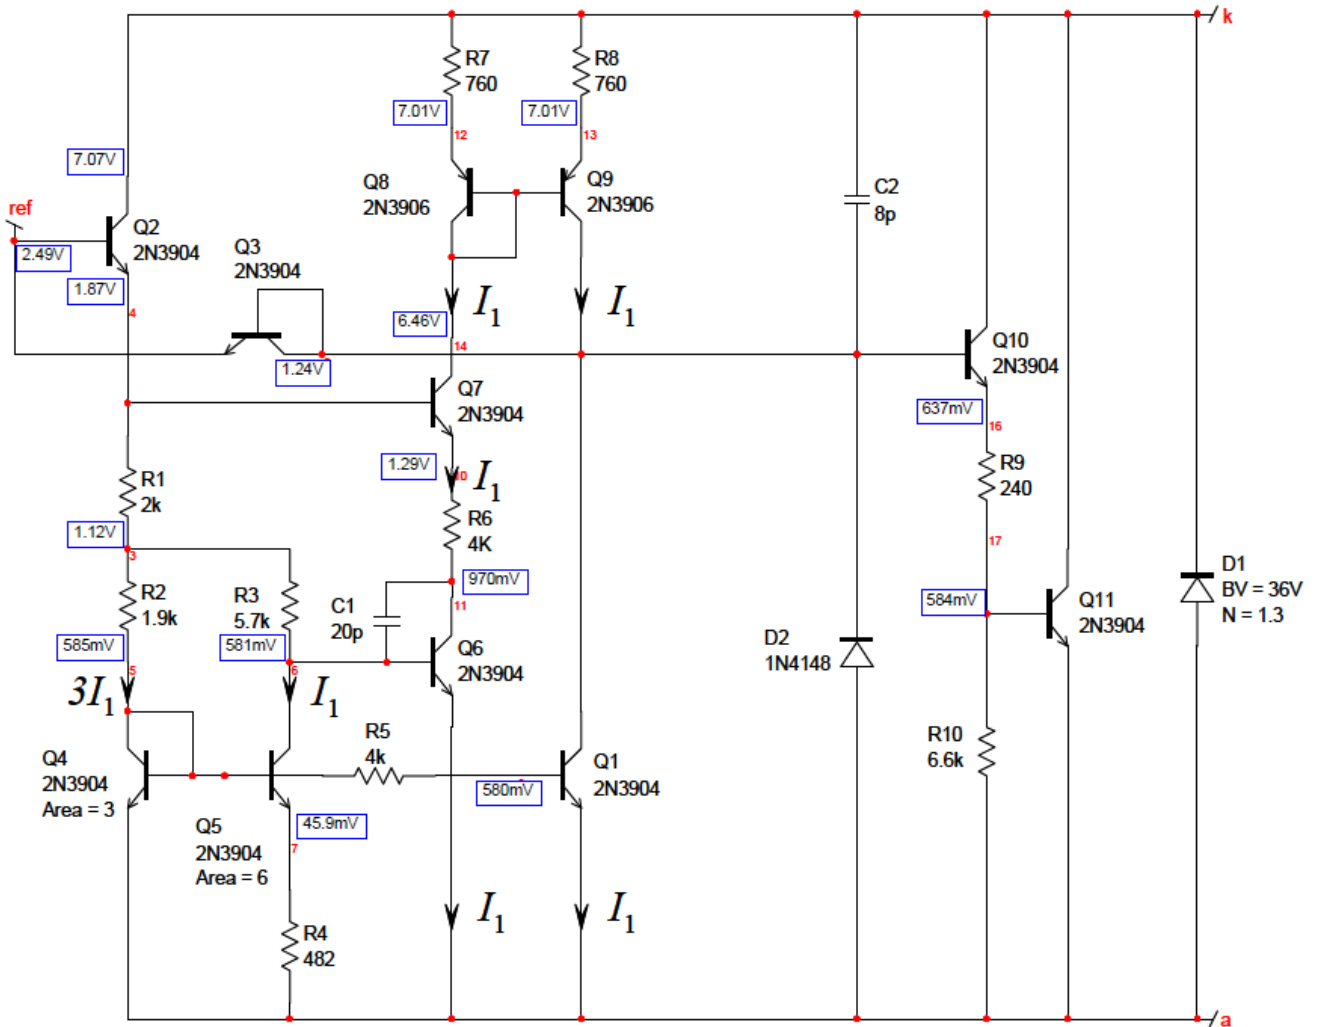 k
R7
760
R8
760
7.01V
7.01V
12
13
7.07V
Q8
2N3906
Q9
2N3906
C2
8p
ref
Q2
2N3904
2.49V
Q3
2N3904
1.87V
4
I1
I1
6.46V
14
1.24V
Q10
2N3904
Q7
2N3904
637mV
16
1.29V
10
I1
R9
240
R1
2k
R6
4K
1.12V
3
17
R2
1.9k
R3
5.7k
C1
20p
970mV
11
D1
BV = 36V
N = 1.3
584mV
Q11
2N3904
585mV
581mV
5
6
Q6
2N3904
D2
1N4148
3I1
I1
R5
4k
R10
6.6k
Q4
2N3904
Area = 3
Q1
2N3904
580mV
Q5
2N3904
Area = 6
45.9mV
7
I1
I1
R4
482
a